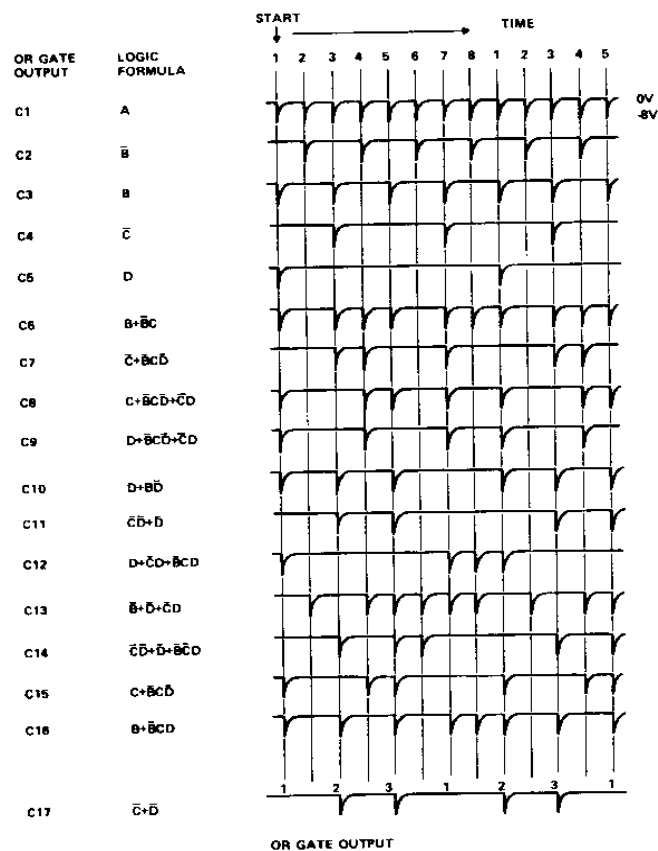 START
TIME
OR GATE OUTPUT
LOGIC FORMULA
1 2 3 4 5 6 7 8 1 2 3 4 5
C1 A
0V
-8V
C2 B̄
C3 B
C4 C̄
C5 D
C6 B+B̄C
C7 C̄+B̄CD̄
C8 C+B̄CD̄+C̄D
C9 D+B̄CD̄+C̄D
C10 D+BD̄
C11 C̄D̄+D̄
C12 D+C̄D+B̄CD
C13 B̄+D̄+C̄D
C14 C̄D̄+D̄+B̄C̄D
C15 C+B̄CD̄
C16 B+B̄CD
1 2 3 1 2 3 1
C17 C̄+D̄
OR GATE OUTPUT